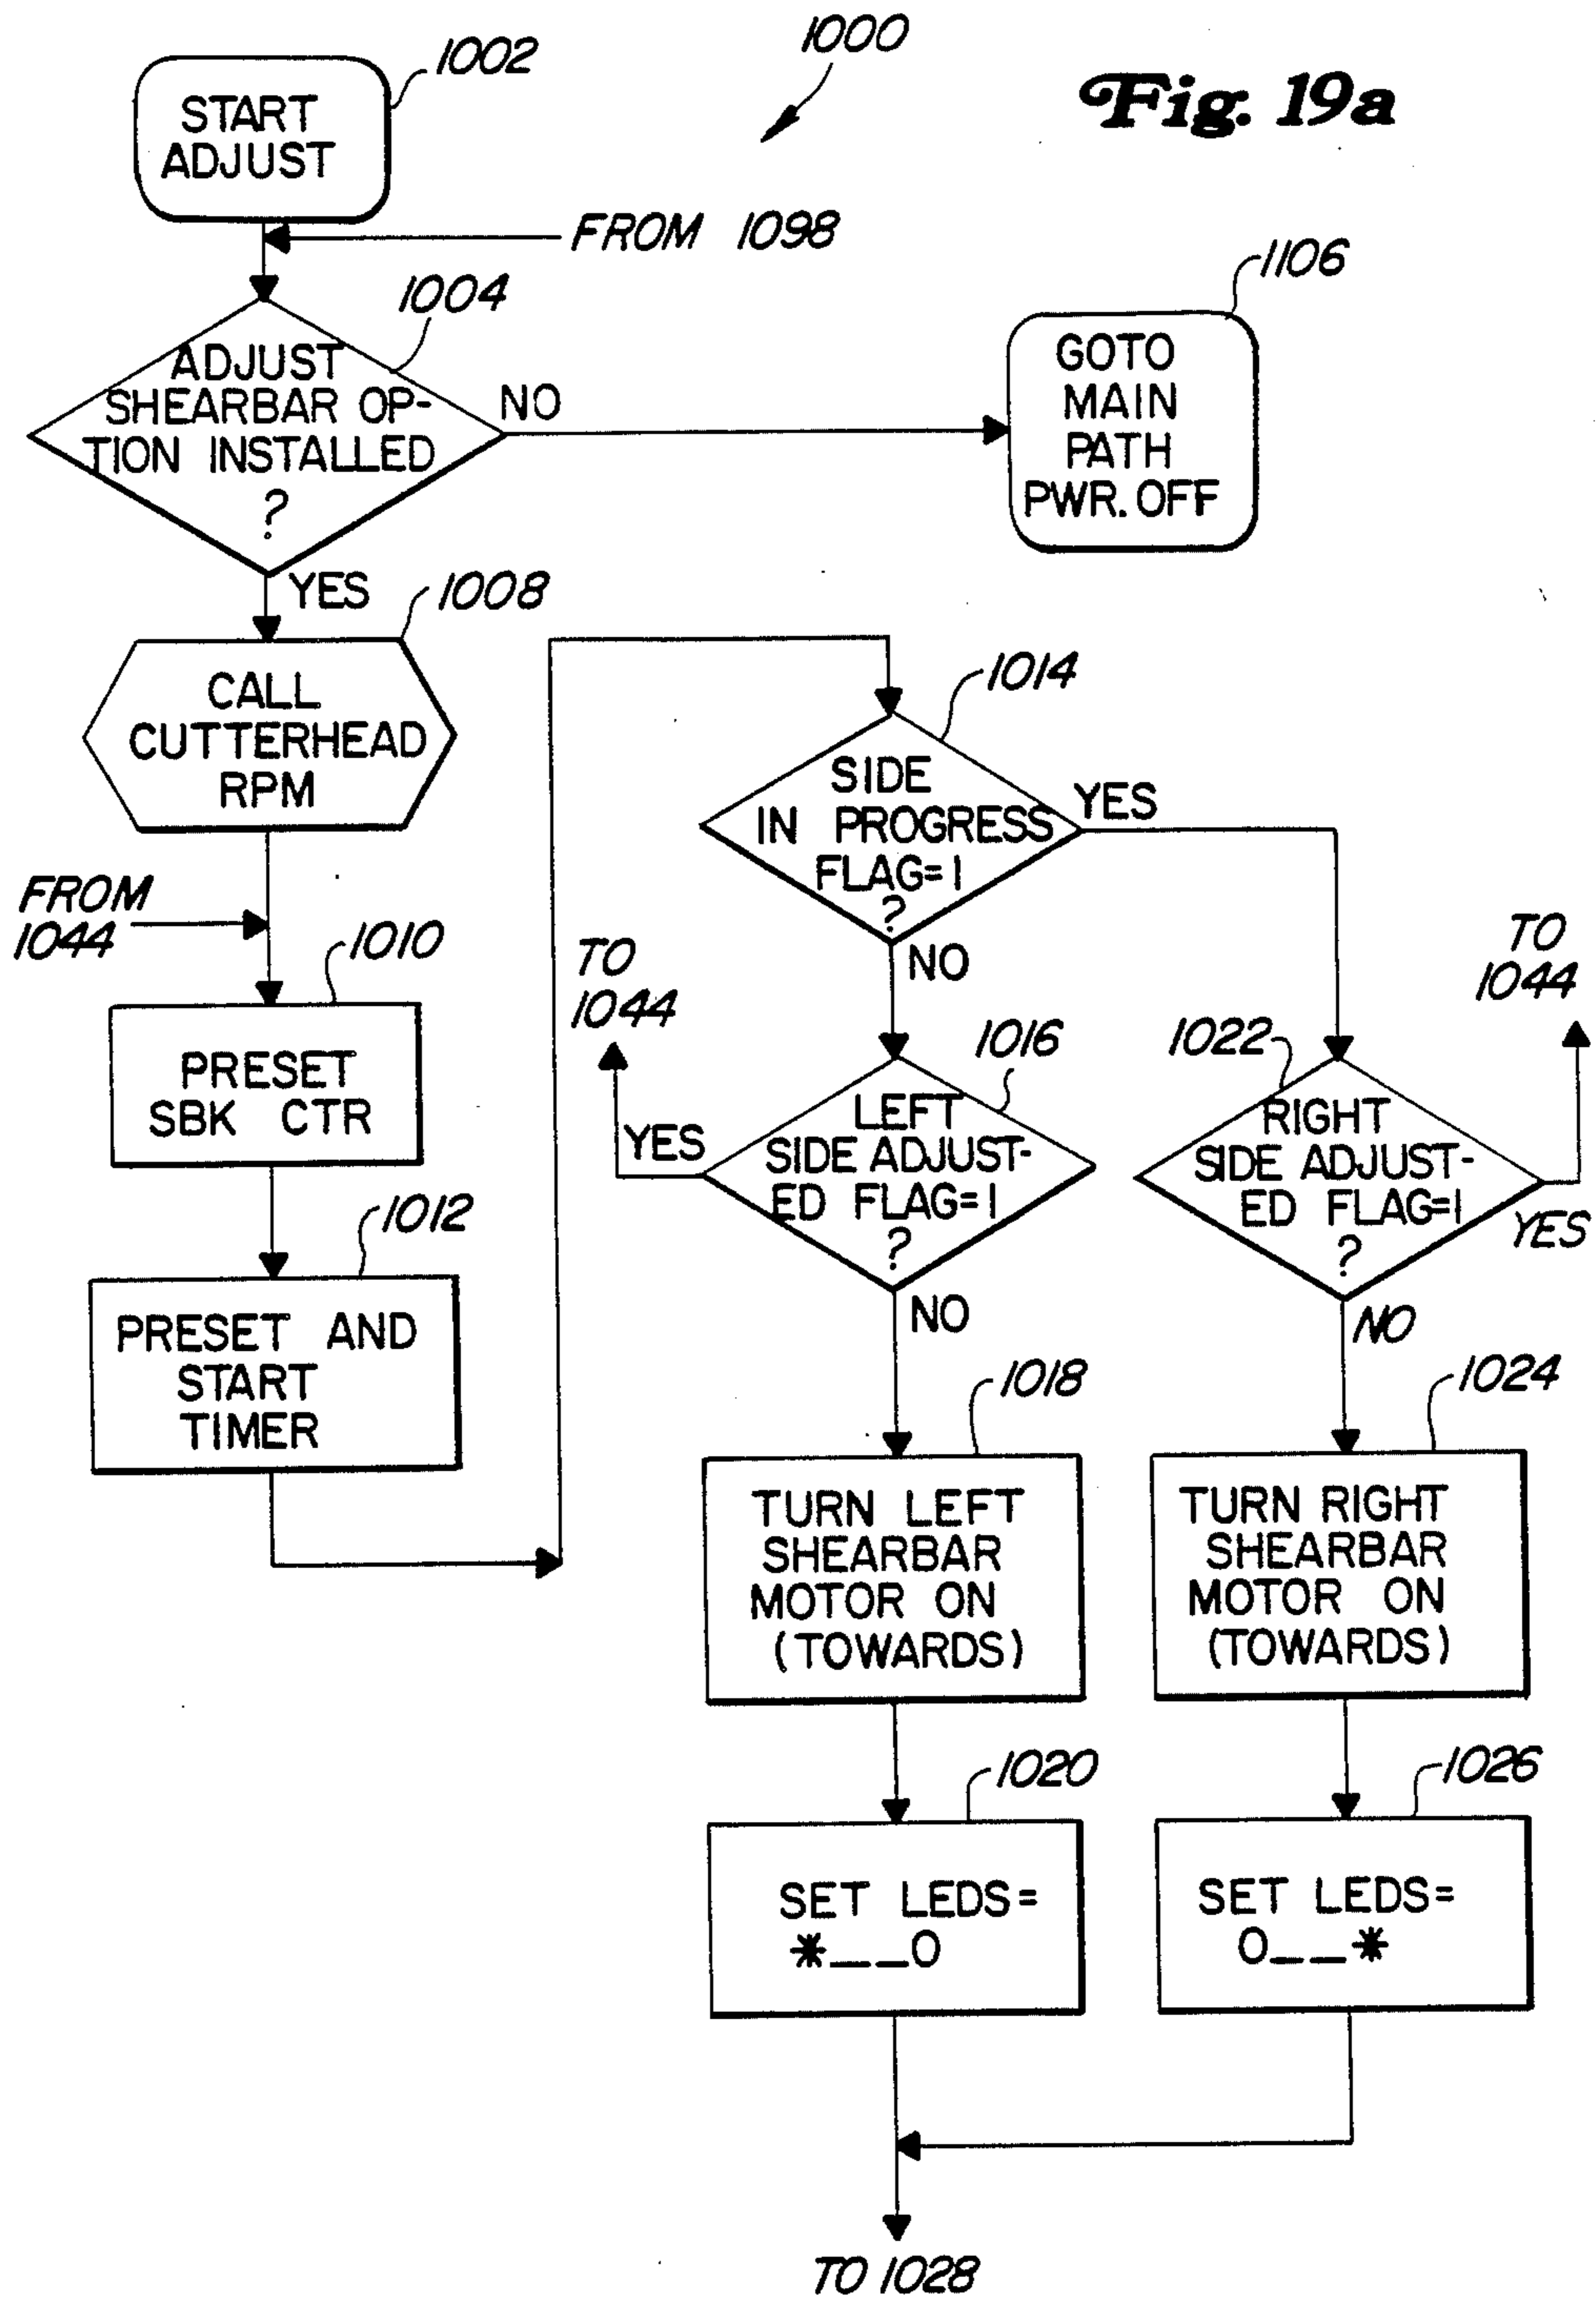 1000
Fig. 19a
1002
START
ADJUST
FROM 1098
1004
ADJUST
SHEARBAR OP-
TION INSTALLED
?
NO
1106
GOTO
MAIN
PATH
PWR. OFF
YES
1008
CALL
CUTTERHEAD
RPM
FROM
1044
1010
PRESET
SBK CTR
1012
PRESET AND
START
TIMER
1014
SIDE
IN PROGRESS
FLAG=1
?
YES
NO
TO
1044
1016
LEFT
SIDE ADJUST-
ED FLAG=1
?
YES
NO
1018
TURN LEFT
SHEARBAR
MOTOR ON
(TOWARDS)
1020
SET LEDS=
*__O
TO
1044
1022
RIGHT
SIDE ADJUST-
ED FLAG=1
?
YES
NO
1024
TURN RIGHT
SHEARBAR
MOTOR ON
(TOWARDS)
1026
SET LEDS=
O__*
TO 1028